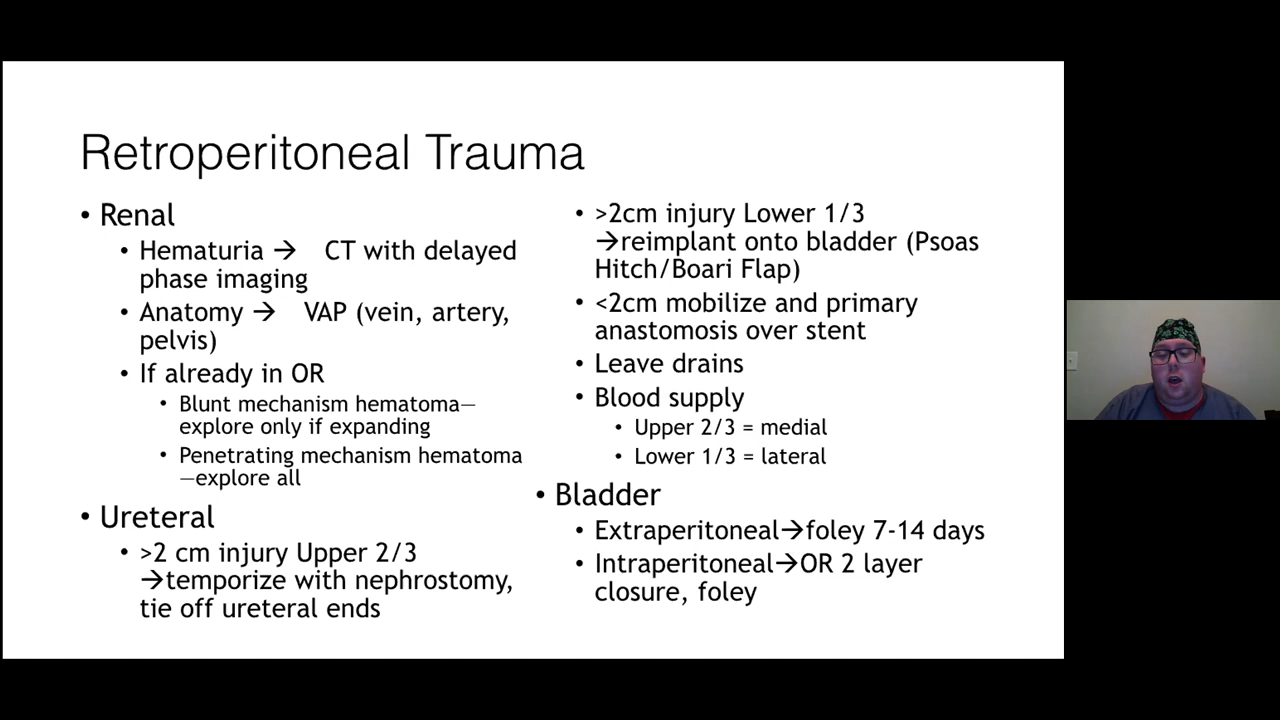 Retroperitoneal Trauma
• Renal
• Hematuria → CT with delayed
phase imaging
• Anatomy → VAP (vein, artery,
pelvis)
• If already in OR
• Blunt mechanism hematoma—
explore only if expanding
• Penetrating mechanism hematoma
—explore all
• Ureteral
• >2 cm injury Upper 2/3
→temporize with nephrostomy,
tie off ureteral ends
• >2cm injury Lower 1/3
→reimplant onto bladder (Psoas
Hitch/Boari Flap)
• <2cm mobilize and primary
anastomosis over stent
• Leave drains
• Blood supply
• Upper 2/3 = medial
• Lower 1/3 = lateral
• Bladder
• Extraperitoneal→foley 7-14 days
• Intraperitoneal→OR 2 layer
closure, foley